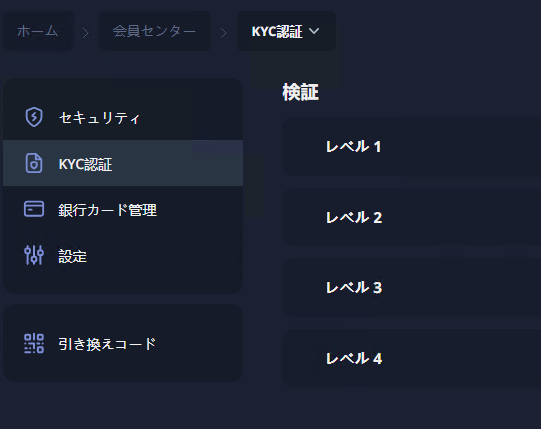 ホーム
会員センター
KYC認証
検証
セキュリティ
レベル 1
KYC認証
レベル 2
銀行カード管理
設定
レベル 3
引き換えコード
レベル 4